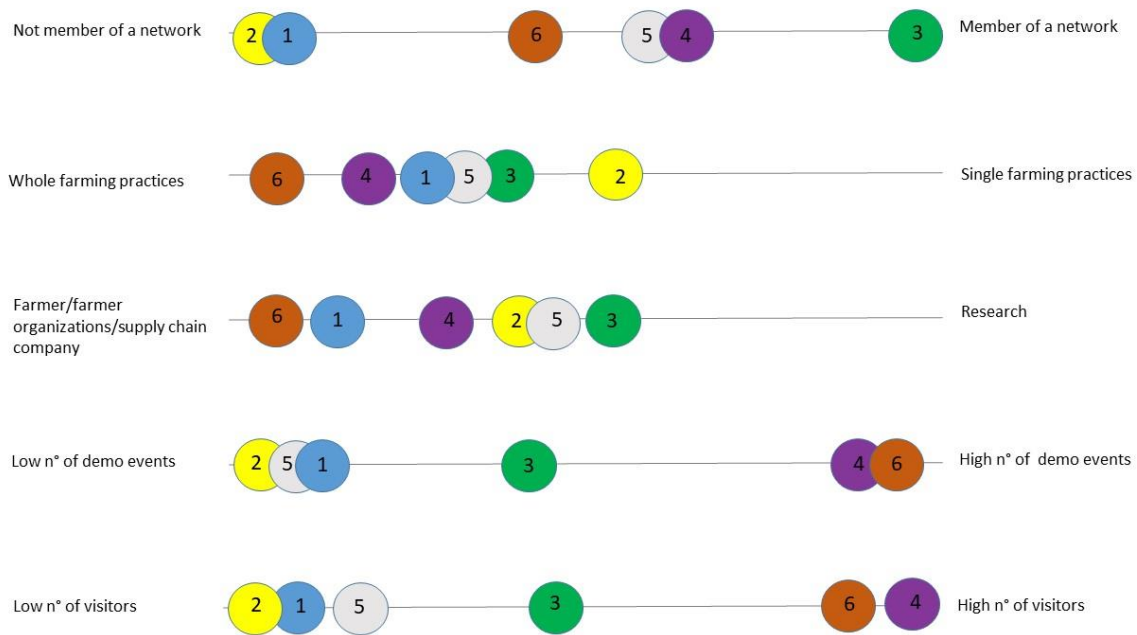 Not member of a network
2 1 6 5 4 3
Member of a network
Whole farming practices
6 4 1 5 3 2
Single farming practices
Farmer/farmer
organizations/supply chain
company
6 1 4 2 5 3
Research
Low n° of demo events
2 5 1 3 4 6
High n° of demo events
Low n° of visitors
2 1 5 3 6 4
High n° of visitors